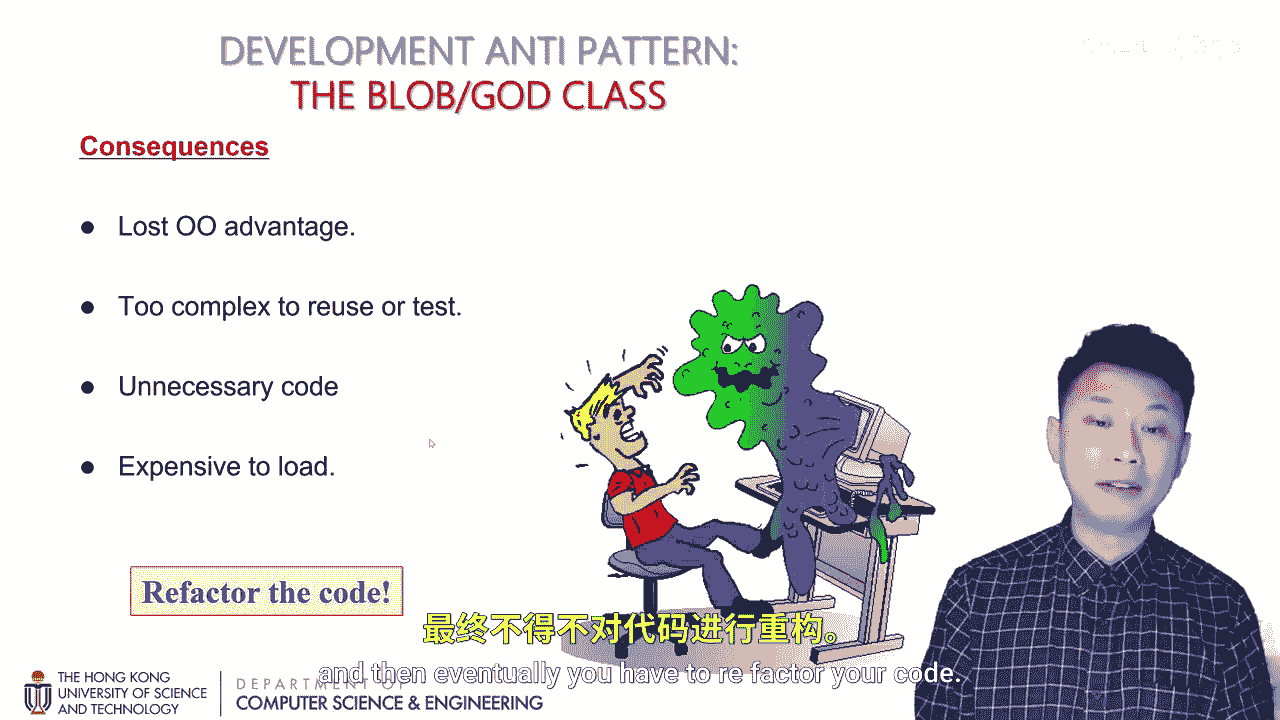 DEVELOPMENT ANTI PATTERN:
THE BLOB/GOD CLASS
Consequences
● Lost OO advantage.
● Too complex to reuse or test.
● Unnecessary code
● Expensive to load.
Refactor the code!
最终不得不对代码进行重构。
and then eventually you have to re factor your code.
THE HONG KONG
UNIVERSITY OF SCIENCE
AND TECHNOLOGY
DEPARTMENT OF
COMPUTER SCIENCE & ENGINEERING